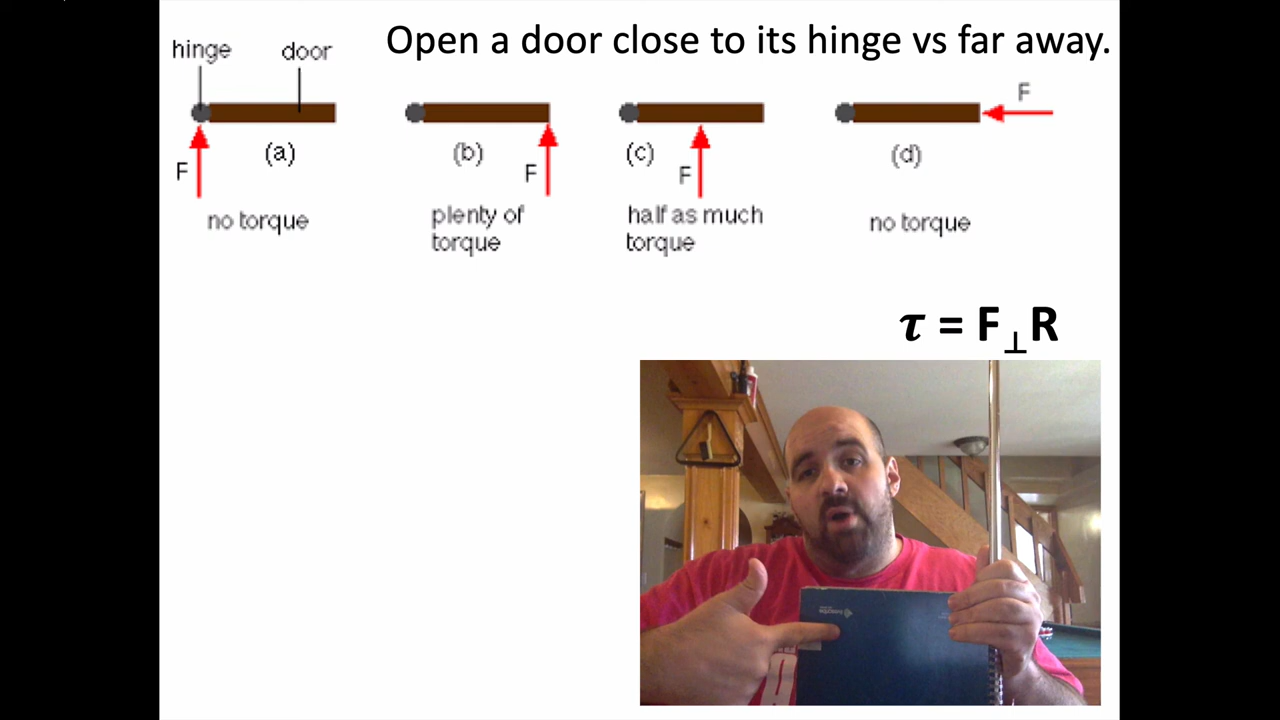 Open a door close to its hinge vs far away.
hinge
door
F
(a)
no torque
F
(b)
plenty of
torque
F
(c)
half as much
torque
F
(d)
no torque
τ = F⊥R